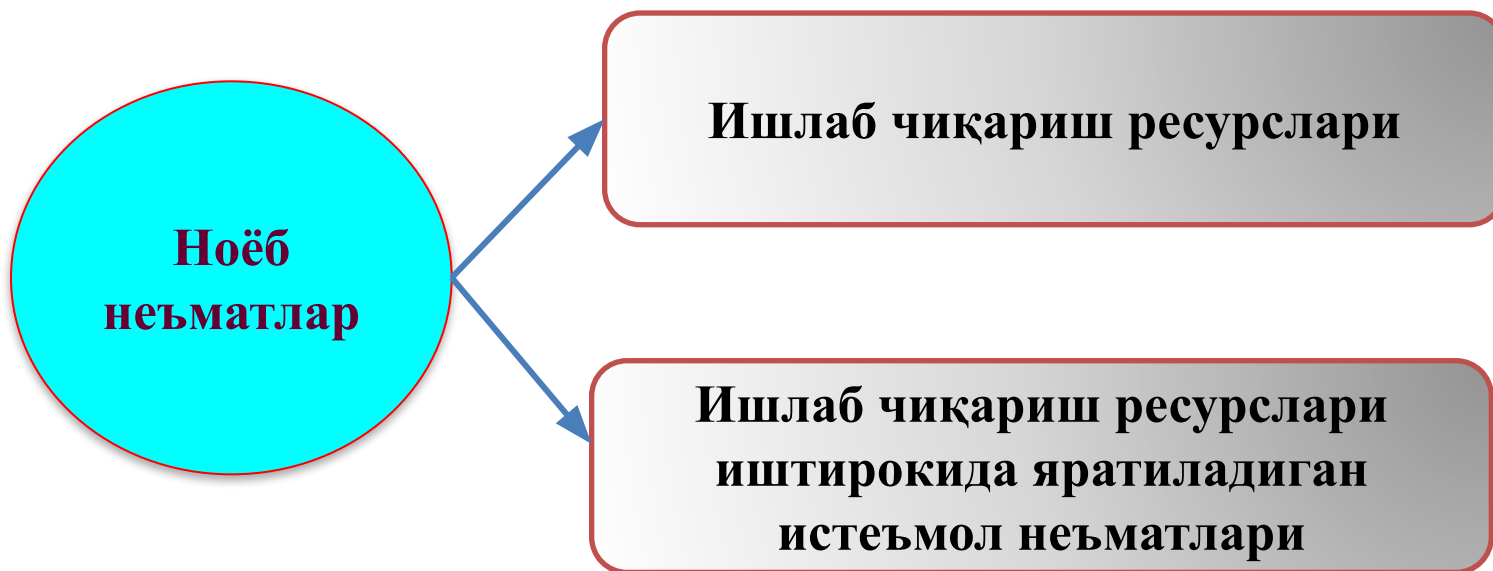 Ишлаб чиқариш ресурслари
Ноёб
неъматлар
Ишлаб чиқариш ресурслари
иштирокида яратиладиган
истеъмол неъматлари